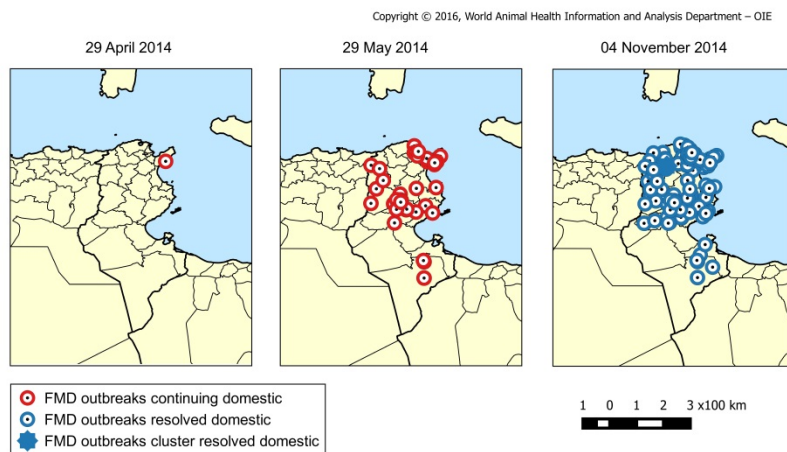 Copyright © 2016, World Animal Health Information and Analysis Department – OIE
29 April 2014
29 May 2014
04 November 2014
FMD outbreaks continuing domestic
FMD outbreaks resolved domestic
FMD outbreaks cluster resolved domestic
1 0 1 2 3 x100 km